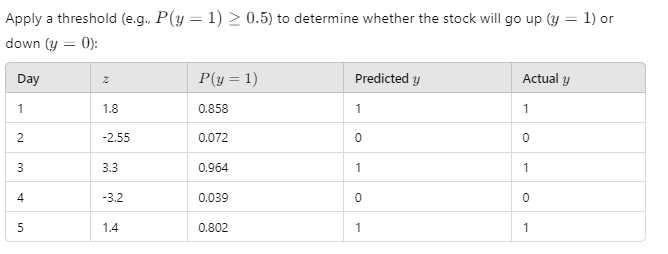 Apply a threshold (e.g., P(y = 1) ≥ 0.5) to determine whether the stock will go up (y = 1) or
down (y = 0):
Day z P(y = 1) Predicted y Actual y
1 1.8 0.858 1 1
2 -2.55 0.072 0 0
3 3.3 0.964 1 1
4 -3.2 0.039 0 0
5 1.4 0.802 1 1